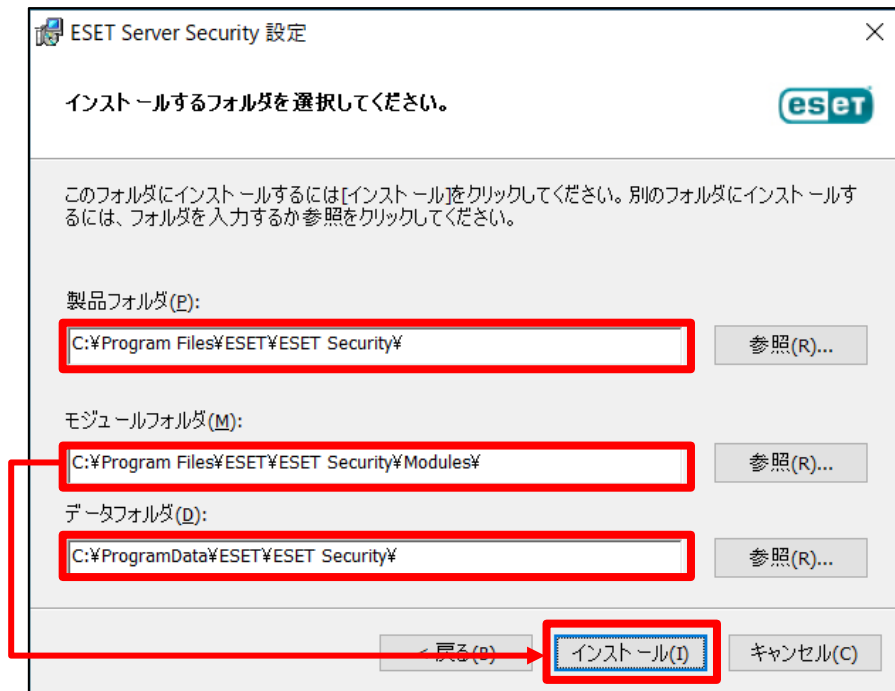 ESET Server Security 設定
インストールするフォルダを選択してください。
eseT
このフォルダにインストールするには[インストール]をクリックしてください。別のフォルダにインストールす
るには、フォルダを入力するか参照をクリックしてください。
製品フォルダ(P):
C:¥Program Files¥ESET¥ESET Security¥
参照(R)...
モジュールフォルダ(M):
C:¥Program Files¥ESET¥ESET Security¥Modules¥
参照(R)...
データフォルダ(D):
C:¥ProgramData¥ESET¥ESET Security¥
参照(R)...
< 戻る(B)
インストール(I)
キャンセル(C)